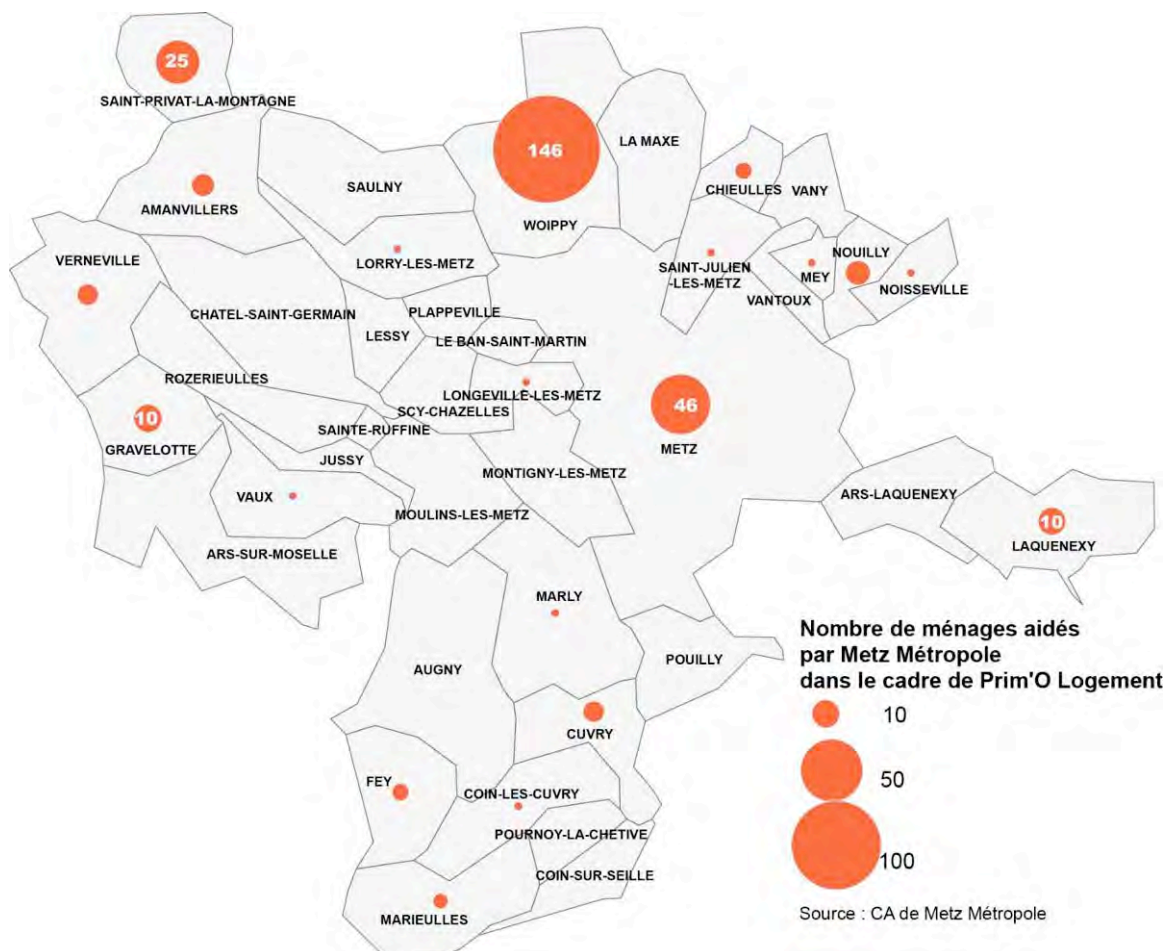 25
SAINT-PRIVAT-LA-MONTAGNE
146
LA MAXE
CHIEULLES
VANY
SAULNY
AMANVILLERS
WOIPPY
NOUILLY
VERNEVILLE
LORRY-LES-METZ
SAINT-JULIEN
-LES-METZ
MEY
NOISSEVILLE
VANTOUX
CHATEL-SAINT-GERMAIN
PLAPPEVILLE
LESSY
LE BAN-SAINT-MARTIN
ROZERIEULLES
LONGEVILLE-LES-METZ
46
SCY-CHAZELLES
10
SAINTE-RUFFINE
GRAVELOTTE
METZ
JUSSY
MONTIGNY-LES-METZ
VAUX
ARS-LAQUENEXY
MOULINS-LES-METZ
10
LAQUENEXY
ARS-SUR-MOSELLE
MARLY
Nombre de ménages aidés
par Metz Métropole
dans le cadre de Prim'O Logement
POUILLY
AUGNY
10
CUVRY
50
FEY
COIN-LES-CUVRY
POURNOY-LA-CHETIVE
100
COIN-SUR-SEILLE
MARIEULLES
Source : CA de Metz Métropole